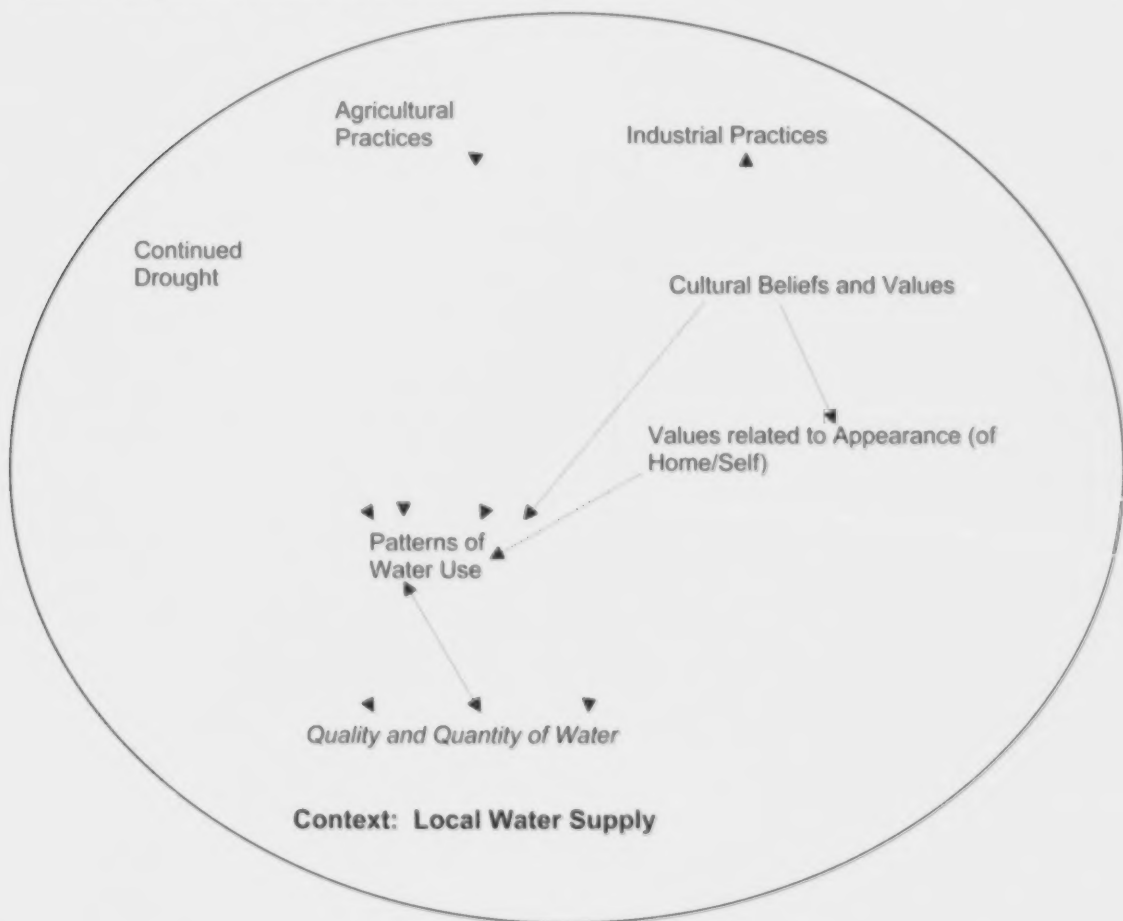 Agricultural
Practices
Industrial Practices
Continued
Drought
Cultural Beliefs and Values
Values related to Appearance (of
Home/Self)
Patterns of
Water Use
Quality and Quantity of Water
Context: Local Water Supply